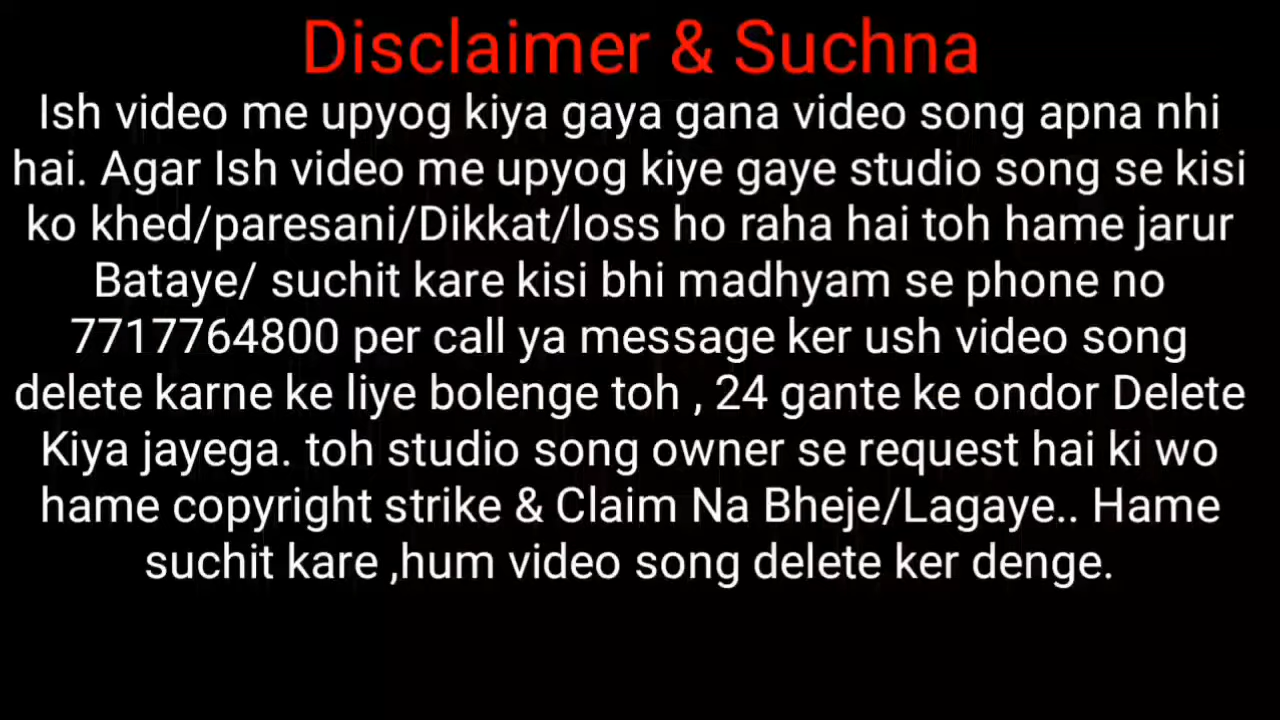 Disclaimer & Suchna
Ish video me upyog kiya gaya gana video song apna nhi
hai. Agar Ish video me upyog kiye gaye studio song se kisi
ko khed/paresani/Dikkat/loss ho raha hai toh hame jarur
Bataye/ suchit kare kisi bhi madhyam se phone no
7717764800 per call ya message ker ush video song
delete karne ke liye bolenge toh , 24 gante ke ondor Delete
Kiya jayega. toh studio song owner se request hai ki wo
hame copyright strike & Claim Na Bheje/Lagaye.. Hame
suchit kare ,hum video song delete ker denge.